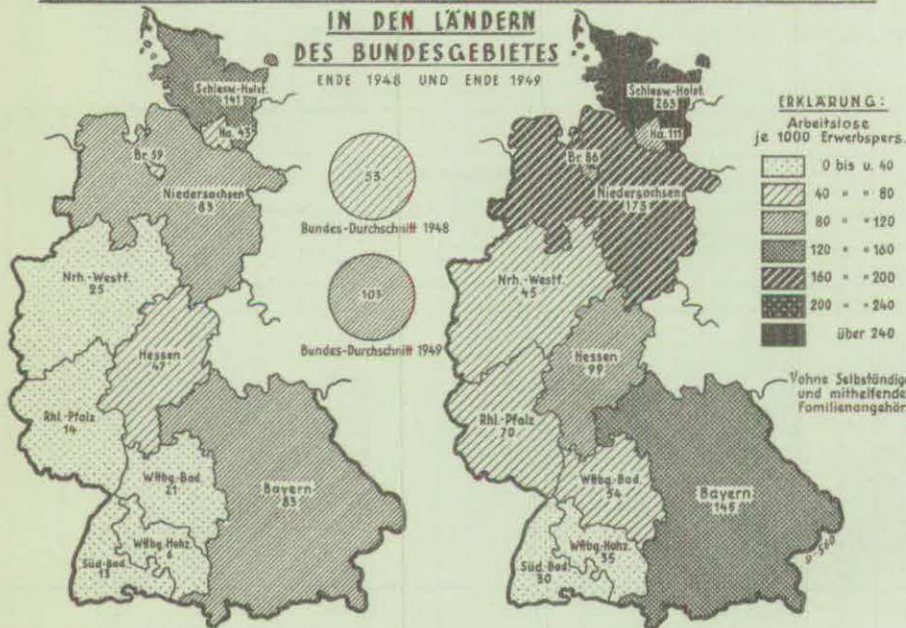 IN DEN LÄNDERN
DES BUNDESGEBIETES
ENDE 1948 UND ENDE 1949
Schlesw.-Holst.
141
Ha. 43
Br. 59
Niedersachsen
83
Nrh.-Westf.
25
Hessen
47
Rhl.-Pfalz
14
Wttbg.-Bad.
21
Bayern
83
Wttbg.-Hohz.
Süd-Bad.
13
53
Bundes-Durchschnitt 1948
103
Bundes-Durchschnitt 1949
Schlesw.-Holst.
263
Ha. 111
Br. 86
Niedersachsen
173
Nrh.-Westf.
45
Hessen
99
Rhl.-Pfalz
70
Wttbg.-Bad.
54
Bayern
145
Wttbg.-Hohz.
35
Süd-Bad.
30
D-560
ERKLÄRUNG:
Arbeitslose
je 1000 Erwerbspers.
0 bis u. 40
40 " " 80
80 " " 120
120 " " 160
160 " " 200
200 " " 240
über 240
ohne Selbständige
und mithelfende
Familienangehör.